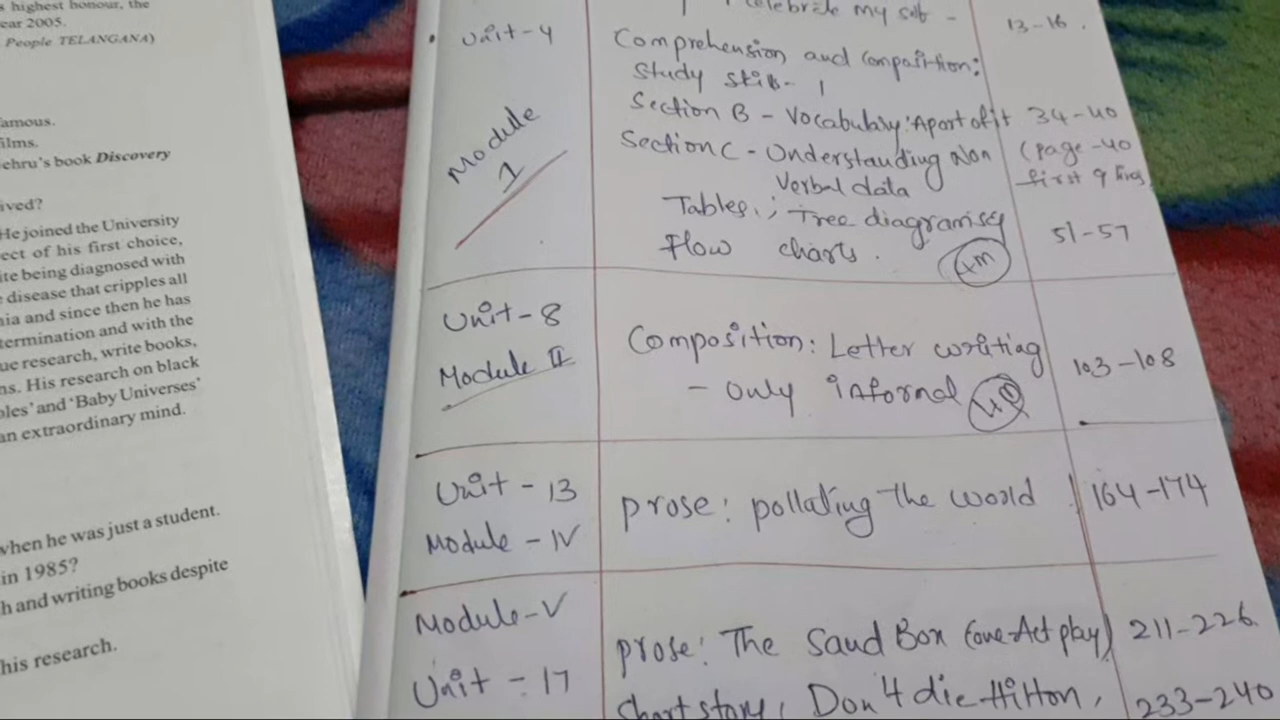 s highest honour, the
ear 2005.
People TELANGANA)
amous.
ilms.
ehru's book Discovery
ived?
He joined the University
ect of his first choice,
ite being diagnosed with
disease that cripples all
nia and since then he has
termination and with the
ue research, write books,
ns. His research on black
oles' and 'Baby Universes'
an extraordinary mind.
when he was just a student.
in 1985?
h and writing books despite
his research.
celebrate my self - 13-16.
Unit-4
Module
1
Comprehension and Compaisition:
Study skills- 1
Section B - Vocabulary: Apart of it 34-40
Section C - Understanding Non (page-40
Verbal data first 9 lines
Tables, ; Tree diagrams
Flow charts. 4m 51-57
Unit-8
Module II
Composition: Letter writing
- only informal
103-108
Unit - 13
Module - IV
prose: pollating the world 164-174
Module-V
Unit - 17
prose: The Sand Box (one-Act play) 211-226
Short story, Don't die Hilton, 233-240